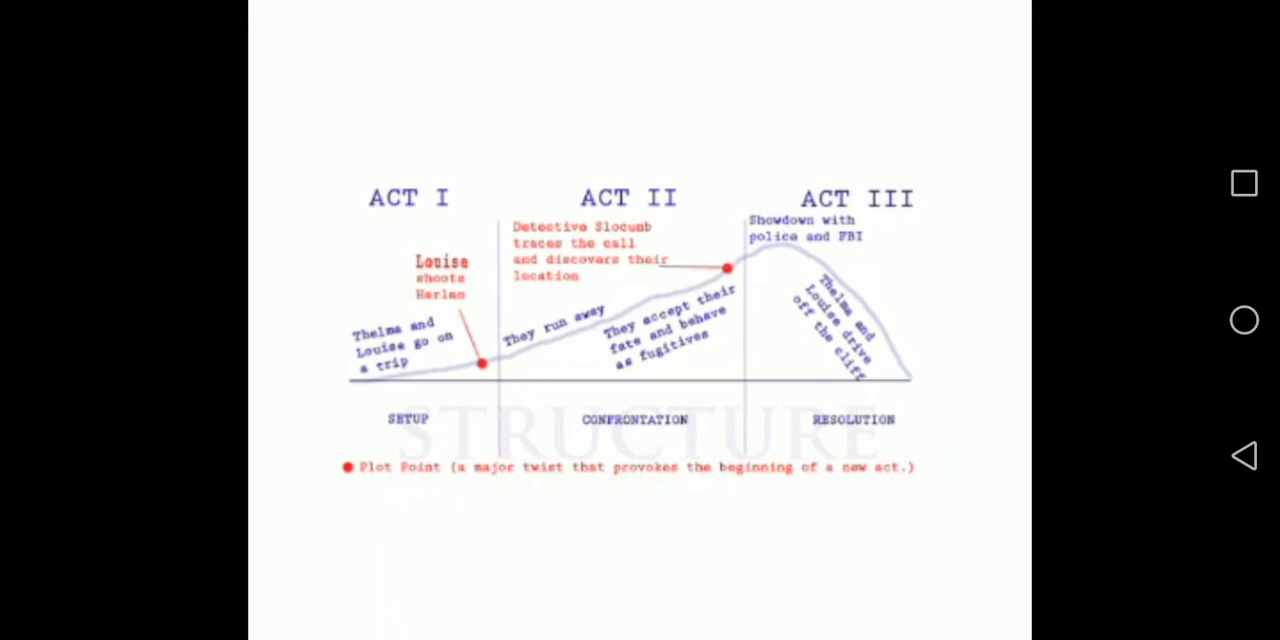 ACT I
ACT II
ACT III
Louise
shoots
Harlan
Detective Slocumb
traces the call
and discovers their
location
Showdown with
police and FBI
Thelma and
Louise go on
a trip
They run away
They accept their
fate and behave
as fugitives
Thelma and
Louise drive
off the cliff
STRUCTURE
SETUP
CONFRONTATION
RESOLUTION
Plot Point (a major twist that provokes the beginning of a new act.)